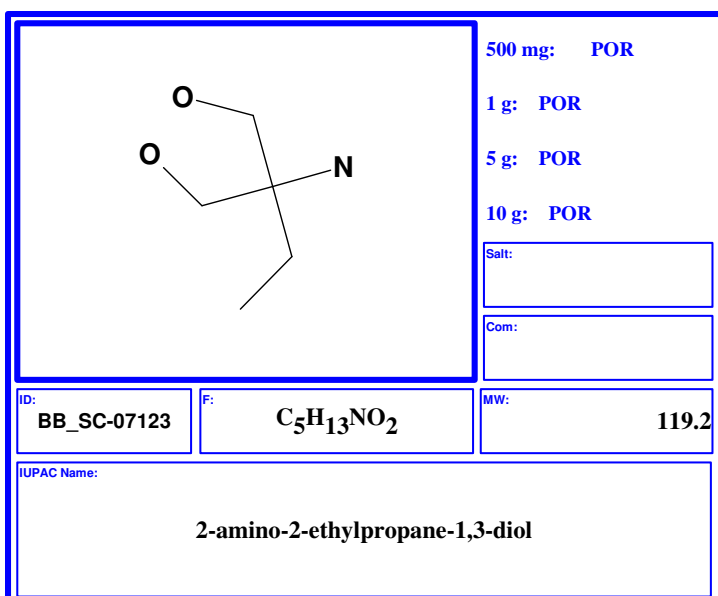 500 mg: POR
O
1 g: POR
O
N
5 g: POR
10 g: POR
Salt:
Com:
ID:
BB_SC-07123
F:
C5H13NO2
MW:
119.2
IUPAC Name:
2-amino-2-ethylpropane-1,3-diol